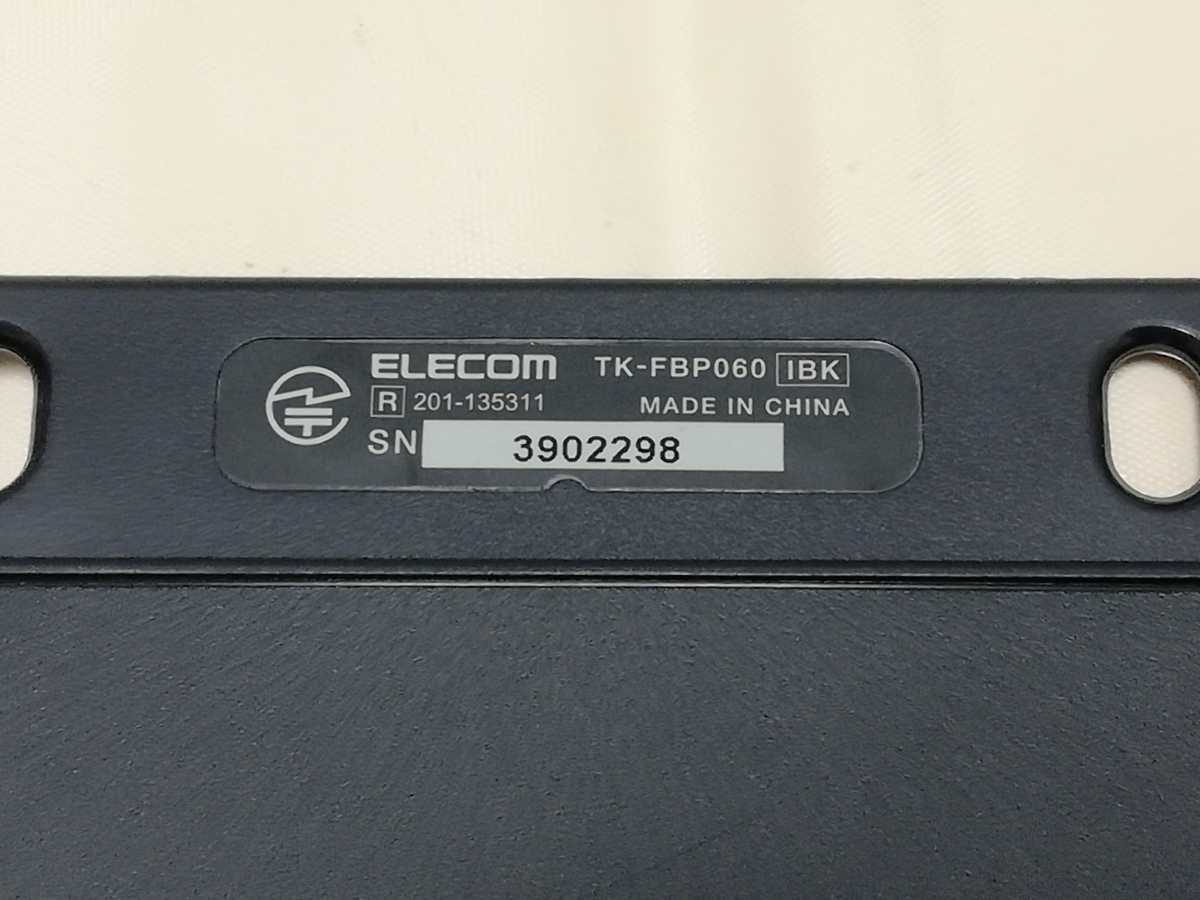 ELECOM TK-FBP060 IBK
R 201-135311 MADE IN CHINA
SN 3902298